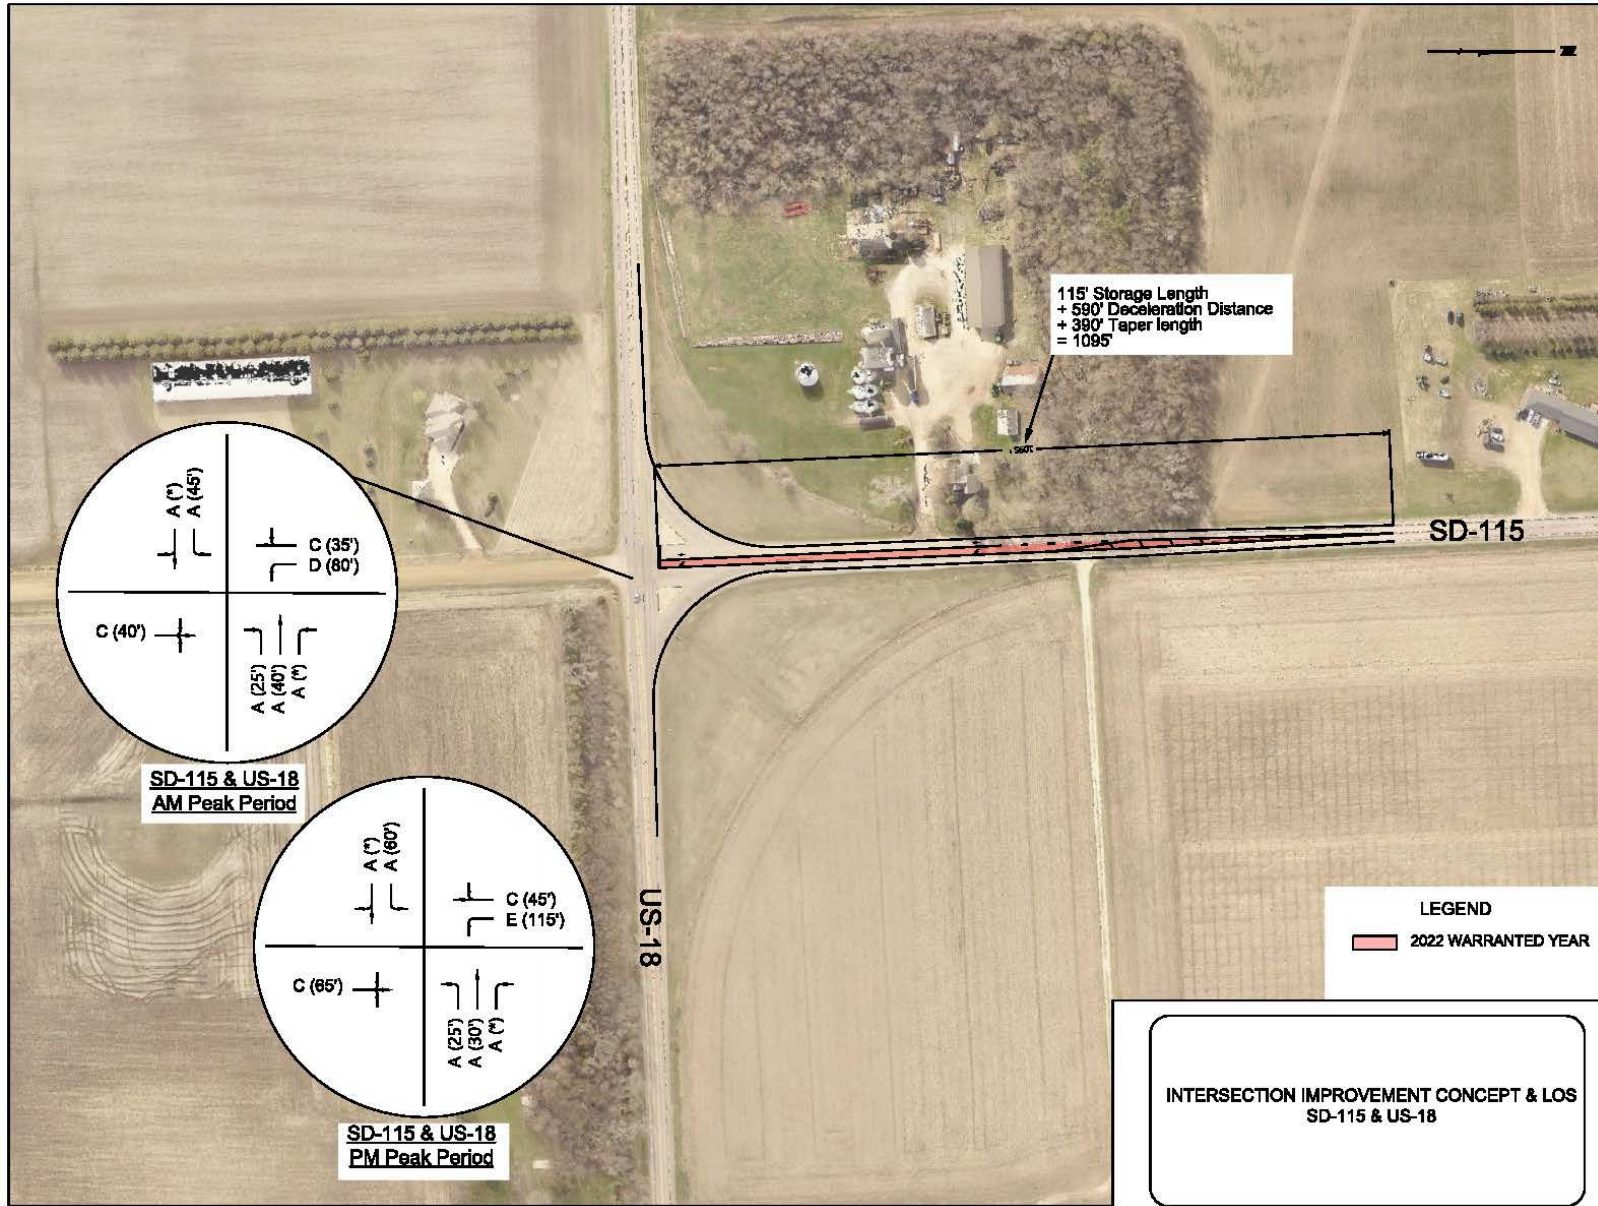 115' Storage Length
+ 590' Deceleration Distance
+ 390' Taper length
= 1095'
1095'
SD-115
A (*)
A (45')
C (35')
D (80')
C (40')
A (25')
A (40')
A (*)
SD-115 & US-18
AM Peak Period
A (*)
A (60')
C (45')
E (115')
C (65')
A (25')
A (30')
A (*)
SD-115 & US-18
PM Peak Period
US-18
LEGEND
2022 WARRANTED YEAR
INTERSECTION IMPROVEMENT CONCEPT & LOS
SD-115 & US-18